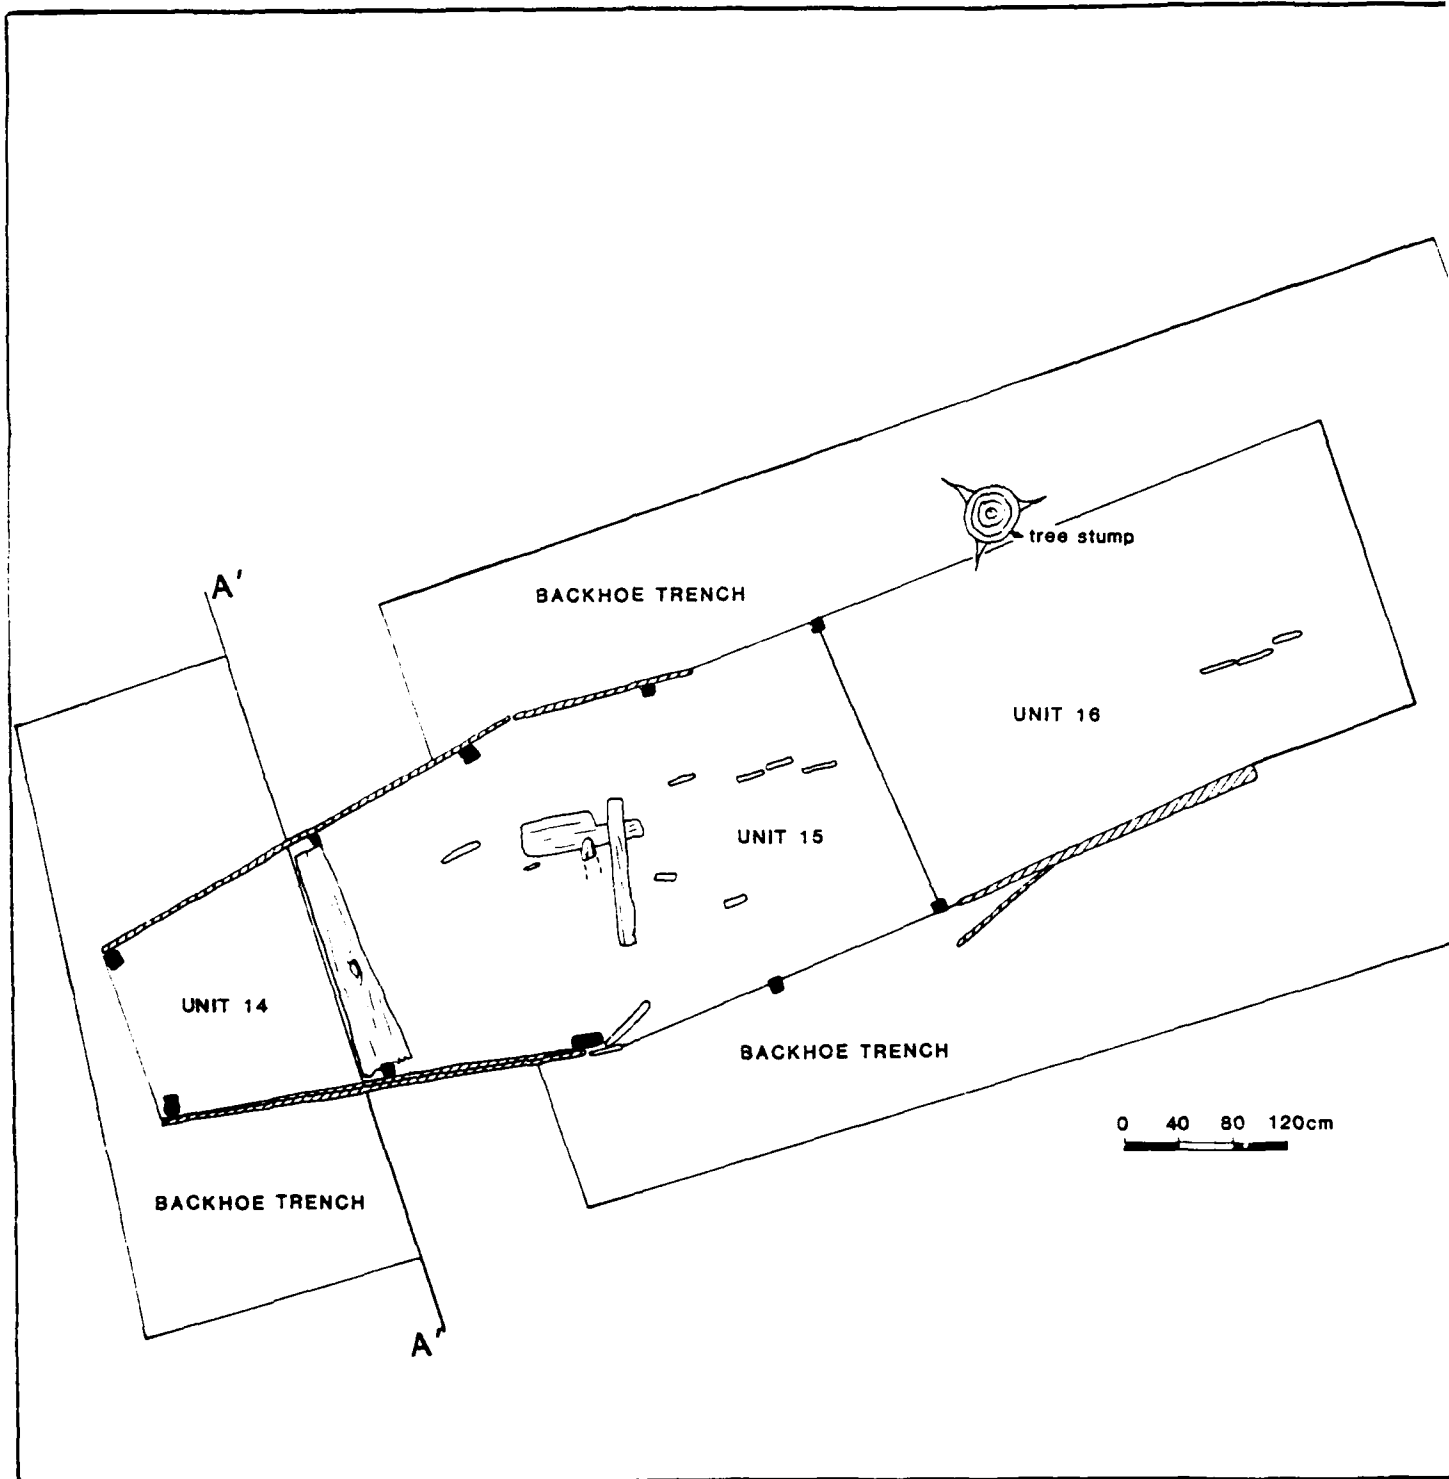 tree stump
A'
BACKHOE TRENCH
UNIT 16
UNIT 15
UNIT 14
BACKHOE TRENCH
0 40 80 120cm
BACKHOE TRENCH
A'